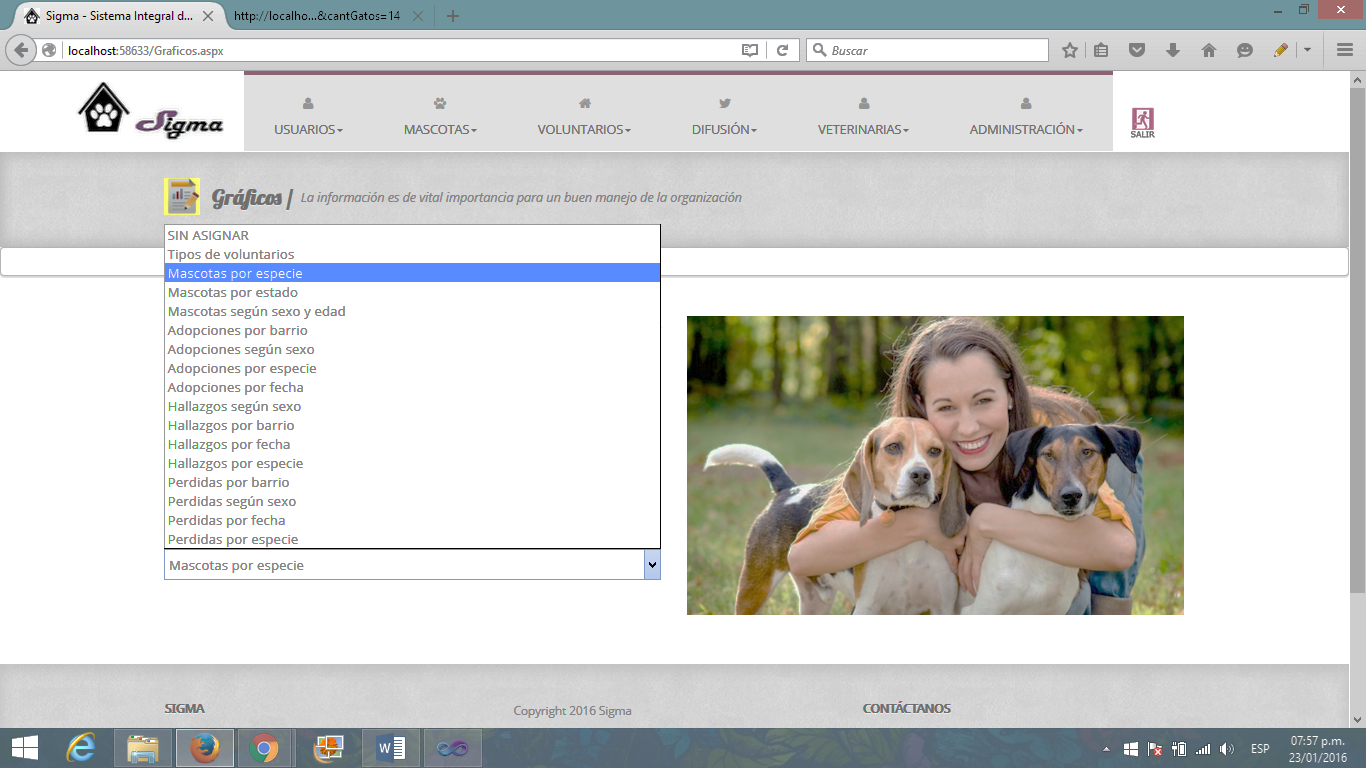 Sigma - Sistema Integral d...
http://localho...&cantGatos=14
localhost:58633/Graficos.aspx
Buscar
Sigma
USUARIOS
MASCOTAS
VOLUNTARIOS
DIFUSIÓN
VETERINARIAS
ADMINISTRACIÓN
SALIR
Gráficos | La información es de vital importancia para un buen manejo de la organización
SIN ASIGNAR
Tipos de voluntarios
Mascotas por especie
Mascotas por estado
Mascotas según sexo y edad
Adopciones por barrio
Adopciones según sexo
Adopciones por especie
Adopciones por fecha
Hallazgos según sexo
Hallazgos por barrio
Hallazgos por fecha
Hallazgos por especie
Perdidas por barrio
Perdidas según sexo
Perdidas por fecha
Perdidas por especie
Mascotas por especie
SIGMA
Copyright 2016 Sigma
CONTÁCTANOS
ESP
07:57 p.m.
23/01/2016